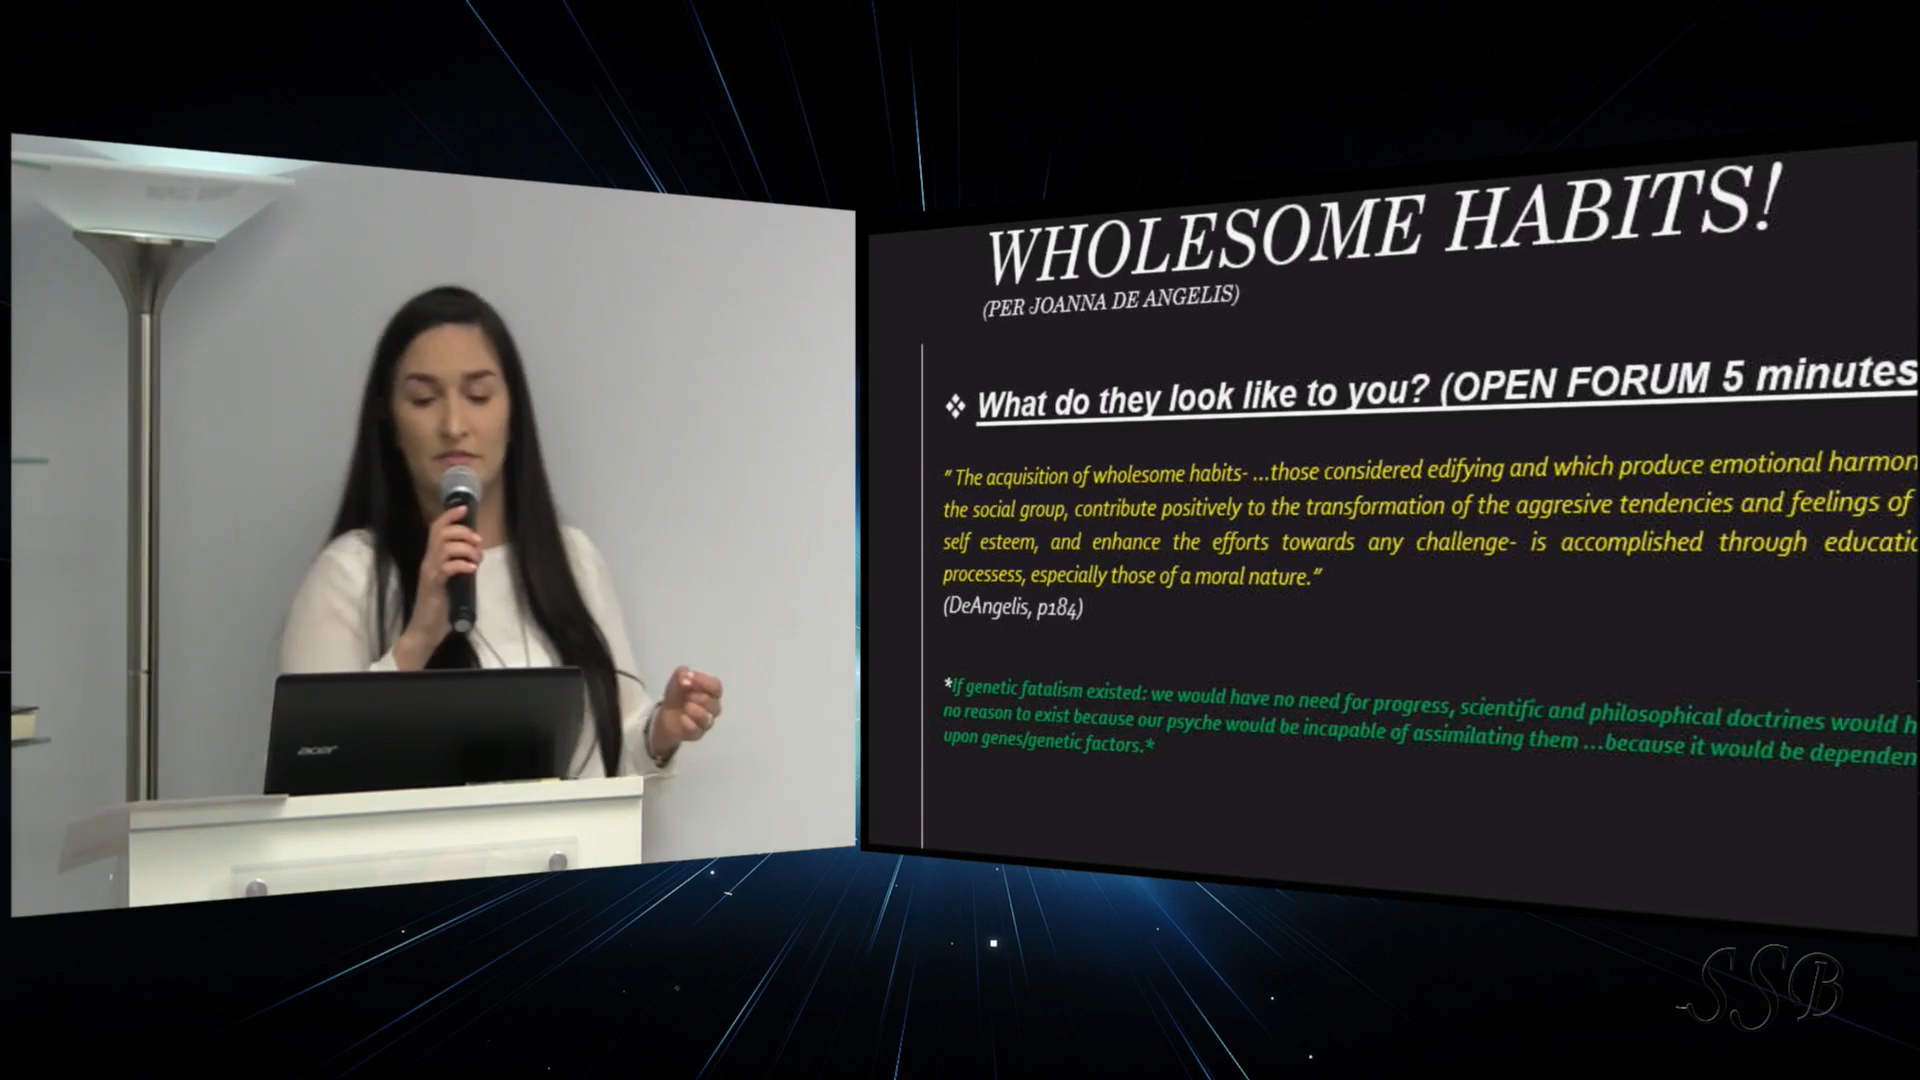 WHOLESOME HABITS!
(PER JOANNA DE ANGELIS)
❖ What do they look like to you? (OPEN FORUM 5 minutes
" The acquisition of wholesome habits- ...those considered edifying and which produce emotional
the social group, contribute positively to the transformation of the aggresive tendencies and feelings of
self esteem, and enhance the efforts towards any challenge- is accomplished through
processess, especially those of a moral nature."
(DeAngelis, p184)
*If genetic fatalism existed: we would have no need for progress, scientific and philosophical doctrines would
no reason to exist because our psyche would be incapable of assimilating them ...because it would be
upon genes/genetic factors.*
acer
SSB